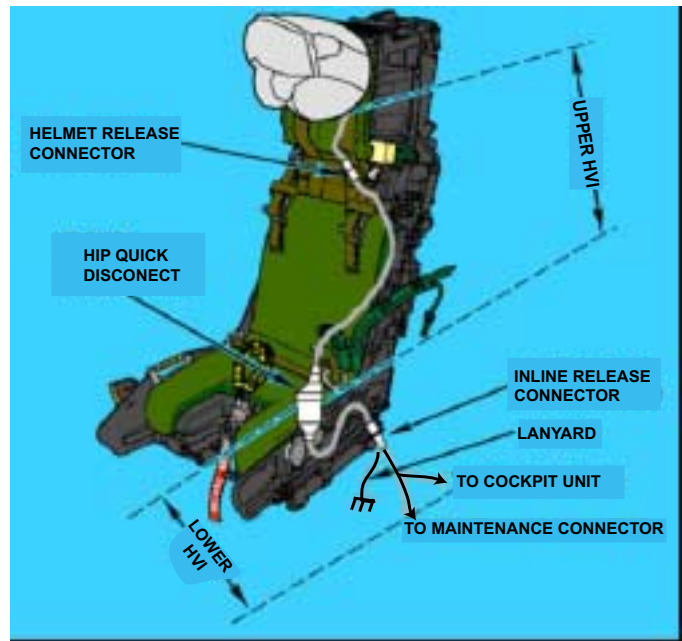 HELMET RELEASE
CONNECTOR
UPPER HVI
HIP QUICK
DISCONECT
INLINE RELEASE
CONNECTOR
LANYARD
TO COCKPIT UNIT
TO MAINTENANCE CONNECTOR
LOWER
HVI